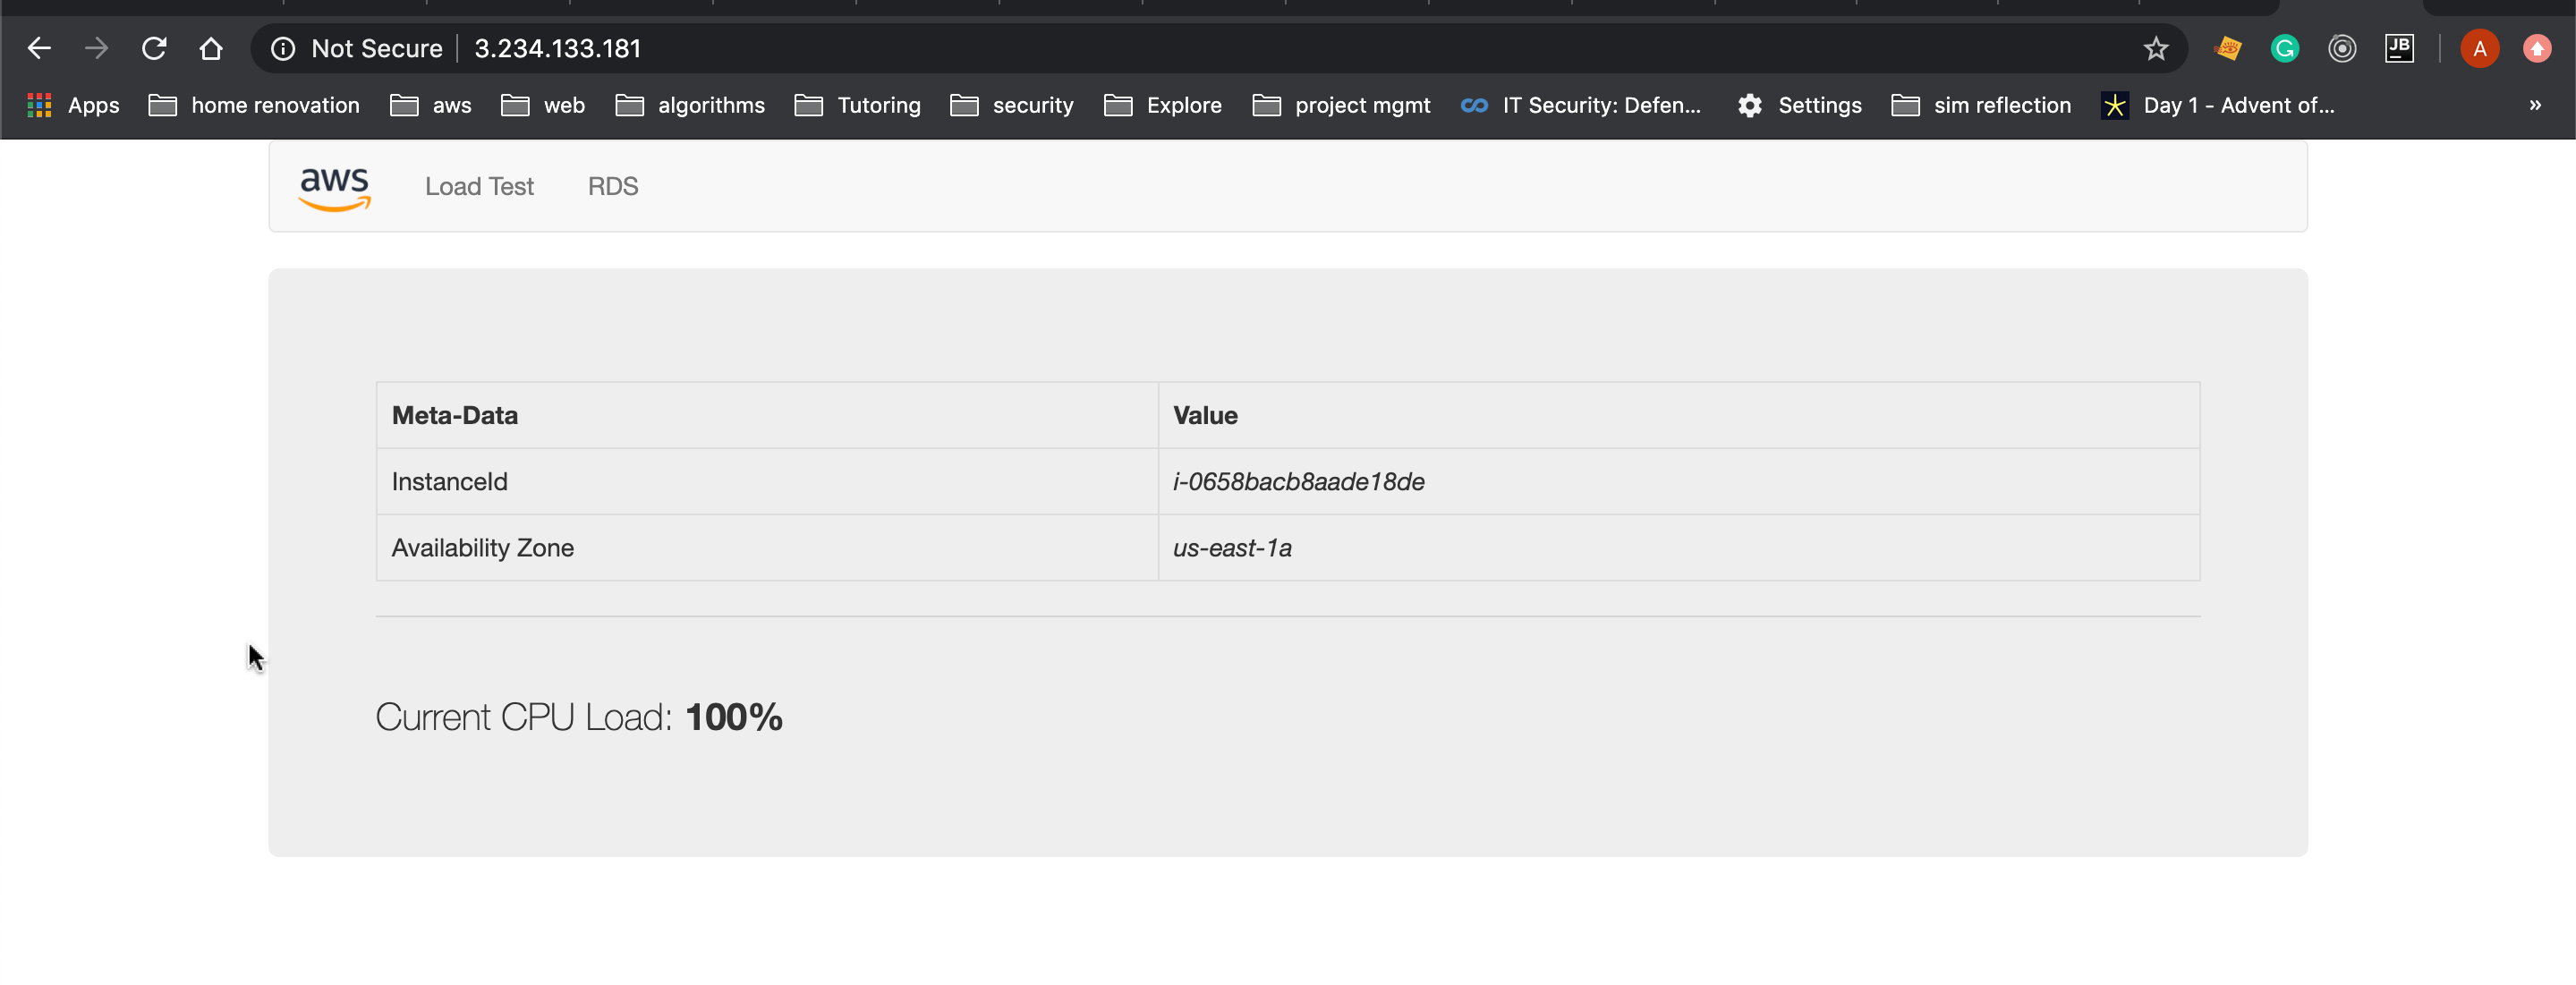 Not Secure 3.234.133.181 JB A
Apps home renovation aws web algorithms Tutoring security Explore project mgmt IT Security: Defen... Settings sim reflection Day 1 - Advent of... »
aws Load Test RDS
Meta-Data Value
InstanceId i-0658bacb8aade18de
Availability Zone us-east-1a
Current CPU Load: 100%